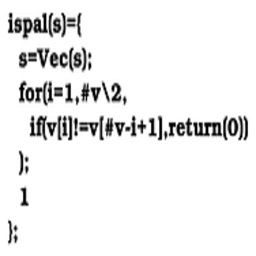 ispal(s)={
s=Vec(s);
for(i=1,#v\2,
if(v[i]!=v[#v-i+1],return(0))
);
1
};